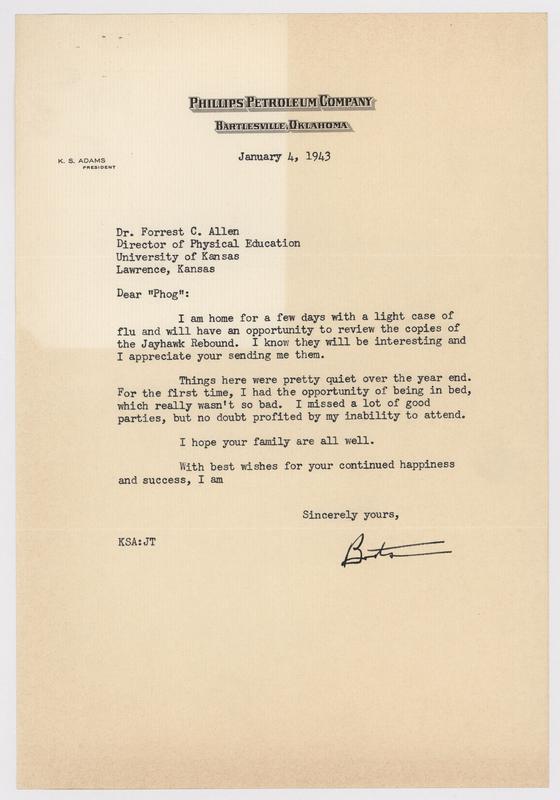 PHILLIPS PETROLEUM COMPANY
BARTLESVILLE, OKLAHOMA
K. S. ADAMS
PRESIDENT
January 4, 1943
Dr. Forrest C. Allen
Director of Physical Education
University of Kansas
Lawrence, Kansas
Dear "Phog":
I am home for a few days with a light case of
flu and will have an opportunity to review the copies of
the Jayhawk Rebound. I know they will be interesting and
I appreciate your sending me them.
Things here were pretty quiet over the year end.
For the first time, I had the opportunity of being in bed,
which really wasn't so bad. I missed a lot of good
parties, but no doubt profited by my inability to attend.
I hope your family are all well.
With best wishes for your continued happiness
and success, I am
Sincerely yours,
KSA:JT
Boots